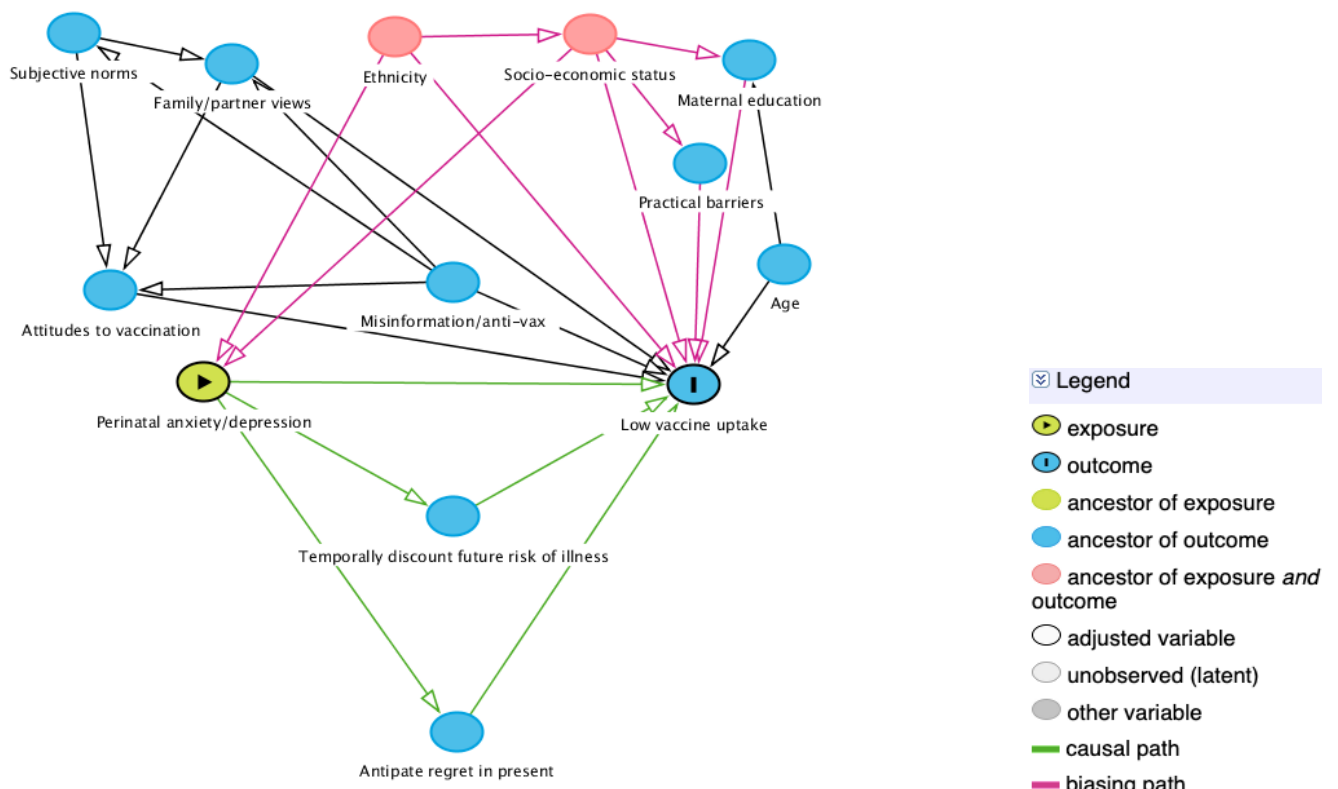 Subjective norms
Family/partner views
Ethnicity
Socio-economic status
Maternal education
Practical barriers
Age
Attitudes to vaccination
Misinformation/anti-vax
Perinatal anxiety/depression
Low vaccine uptake
Temporally discount future risk of illness
Antipate regret in present
Legend
exposure
outcome
ancestor of exposure
ancestor of outcome
ancestor of exposure and
outcome
adjusted variable
unobserved (latent)
other variable
causal path
biasing path